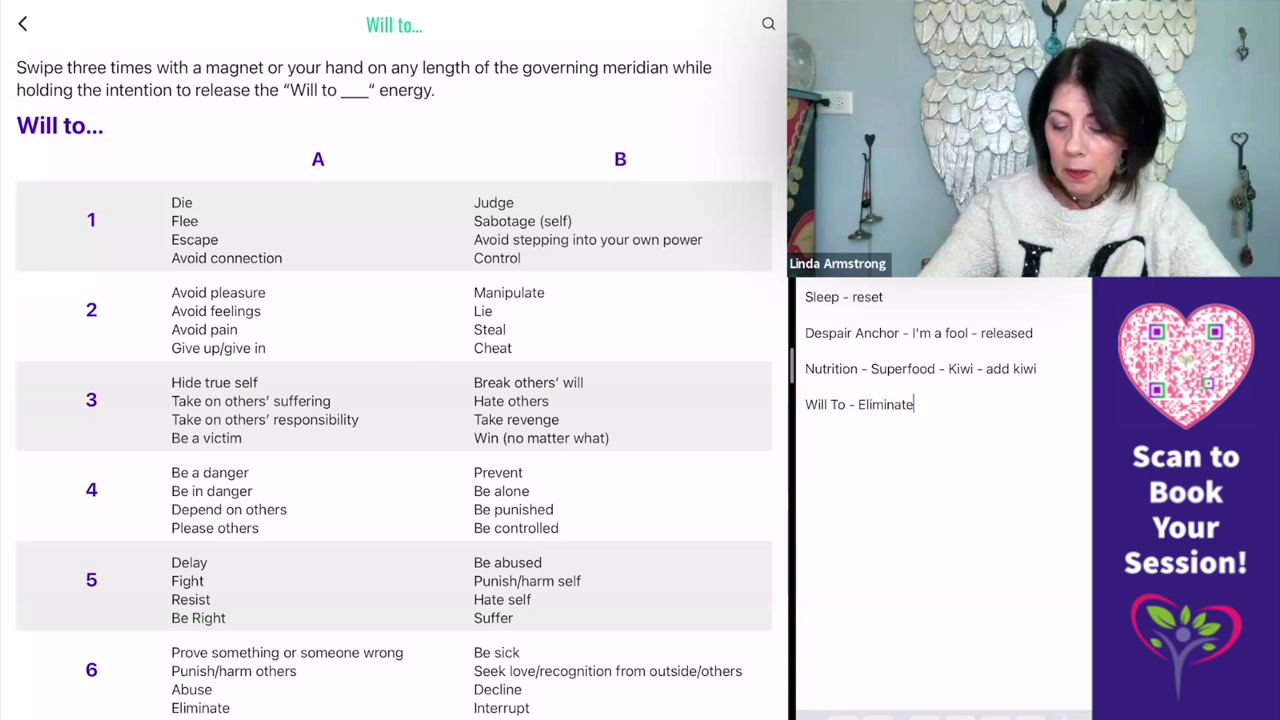 Will to...
Swipe three times with a magnet or your hand on any length of the governing meridian while
holding the intention to release the “Will to ___“ energy.
Will to...
A B
1
Die
Flee
Escape
Avoid connection
Judge
Sabotage (self)
Avoid stepping into your own power
Control
2
Avoid pleasure
Avoid feelings
Avoid pain
Give up/give in
Manipulate
Lie
Steal
Cheat
3
Hide true self
Take on others’ suffering
Take on others’ responsibility
Be a victim
Break others’ will
Hate others
Take revenge
Win (no matter what)
4
Be a danger
Be in danger
Depend on others
Please others
Prevent
Be alone
Be punished
Be controlled
5
Delay
Fight
Resist
Be Right
Be abused
Punish/harm self
Hate self
Suffer
6
Prove something or someone wrong
Punish/harm others
Abuse
Eliminate
Be sick
Seek love/recognition from outside/others
Decline
Interrupt
Linda Armstrong
Sleep - reset
Despair Anchor - I'm a fool - released
Nutrition - Superfood - Kiwi - add kiwi
Will To - Eliminate
Scan to
Book
Your
Session!